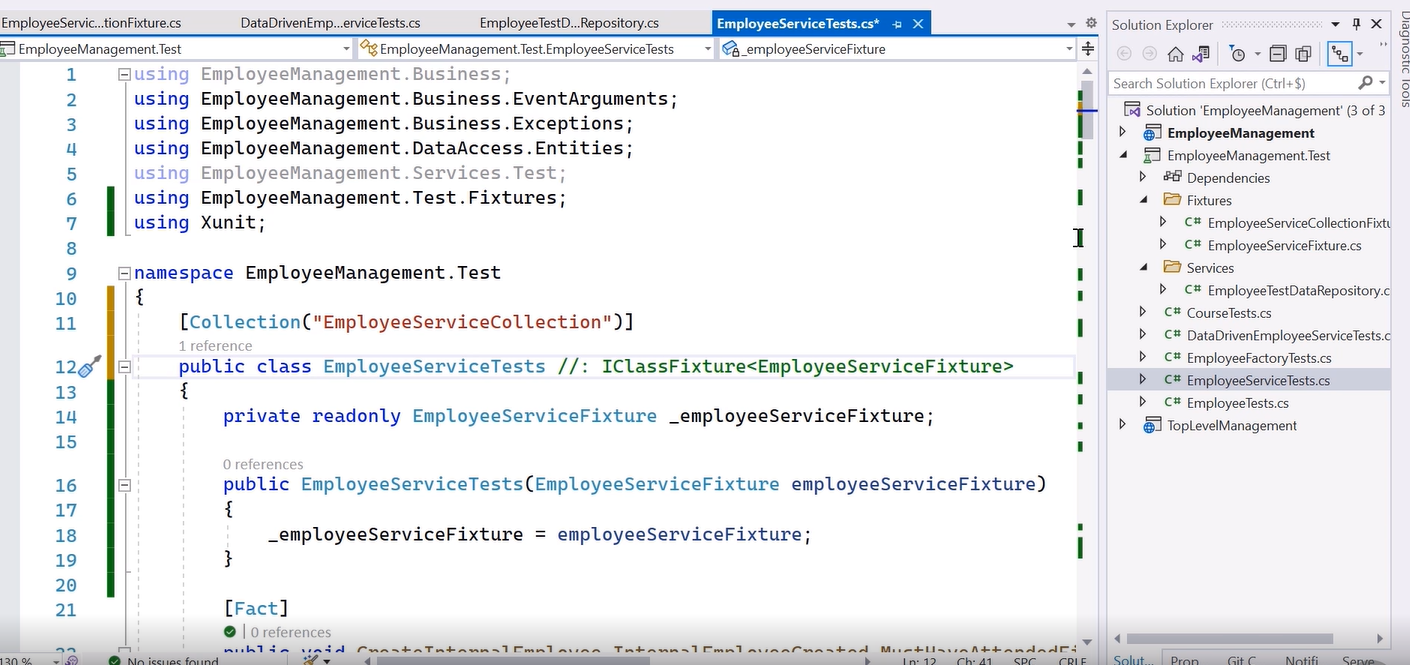 EmployeeServic...tionFixture.cs
DataDrivenEmp...erviceTests.cs
EmployeeTestD...Repository.cs
EmployeeServiceTests.cs*
EmployeeManagement.Test
EmployeeManagement.Test.EmployeeServiceTests
_employeeServiceFixture
1 using EmployeeManagement.Business;
2 using EmployeeManagement.Business.EventArguments;
3 using EmployeeManagement.Business.Exceptions;
4 using EmployeeManagement.DataAccess.Entities;
5 using EmployeeManagement.Services.Test;
6 using EmployeeManagement.Test.Fixtures;
7 using Xunit;
8
9 namespace EmployeeManagement.Test
10 {
11 [Collection("EmployeeServiceCollection")]
1 reference
12 public class EmployeeServiceTests //: IClassFixture<EmployeeServiceFixture>
13 {
14 private readonly EmployeeServiceFixture _employeeServiceFixture;
15
0 references
16 public EmployeeServiceTests(EmployeeServiceFixture employeeServiceFixture)
17 {
18 _employeeServiceFixture = employeeServiceFixture;
19 }
20
21 [Fact]
0 references
22 public void CreateInternalEmployee_InternalEmployeeCreated_MustHaveAttendedFi
130 %
No issues found
Ln: 12 Ch: 41 SPC CRLF
Solution Explorer
Search Solution Explorer (Ctrl+$)
Solution 'EmployeeManagement' (3 of 3
EmployeeManagement
EmployeeManagement.Test
Dependencies
Fixtures
C# EmployeeServiceCollectionFixtu
C# EmployeeServiceFixture.cs
Services
C# EmployeeTestDataRepository.c
C# CourseTests.cs
C# DataDrivenEmployeeServiceTests.c
C# EmployeeFactoryTests.cs
C# EmployeeServiceTests.cs
C# EmployeeTests.cs
TopLevelManagement
Solut... Prop... Git C... Notifi... Serve...
Diagnostic Tools